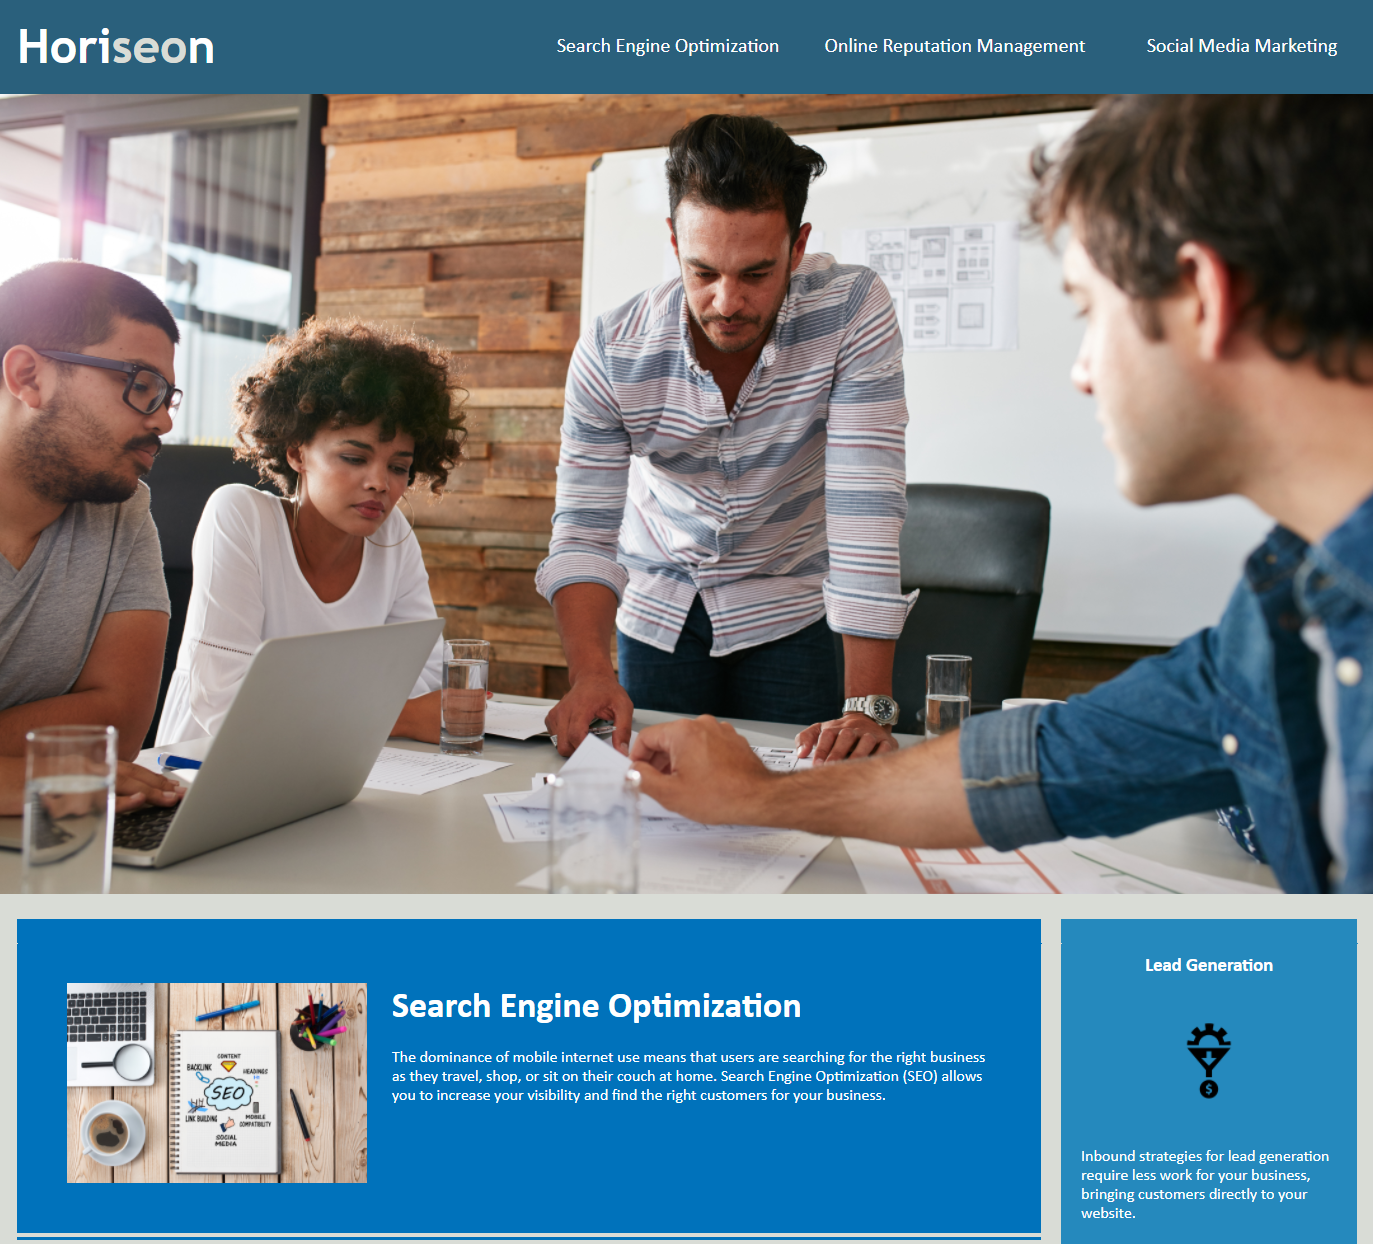 Horiseon
Search Engine Optimization
Online Reputation Management
Social Media Marketing
Search Engine Optimization
The dominance of mobile internet use means that users are searching for the right business
as they travel, shop, or sit on their couch at home. Search Engine Optimization (SEO) allows
you to increase your visibility and find the right customers for your business.
CONTENT
BACKLINK
HEADINGS
SEO
LINK BUILDING
MOBILE
COMPATIBILITY
SOCIAL
MEDIA
Lead Generation
$
Inbound strategies for lead generation
require less work for your business,
bringing customers directly to your
website.